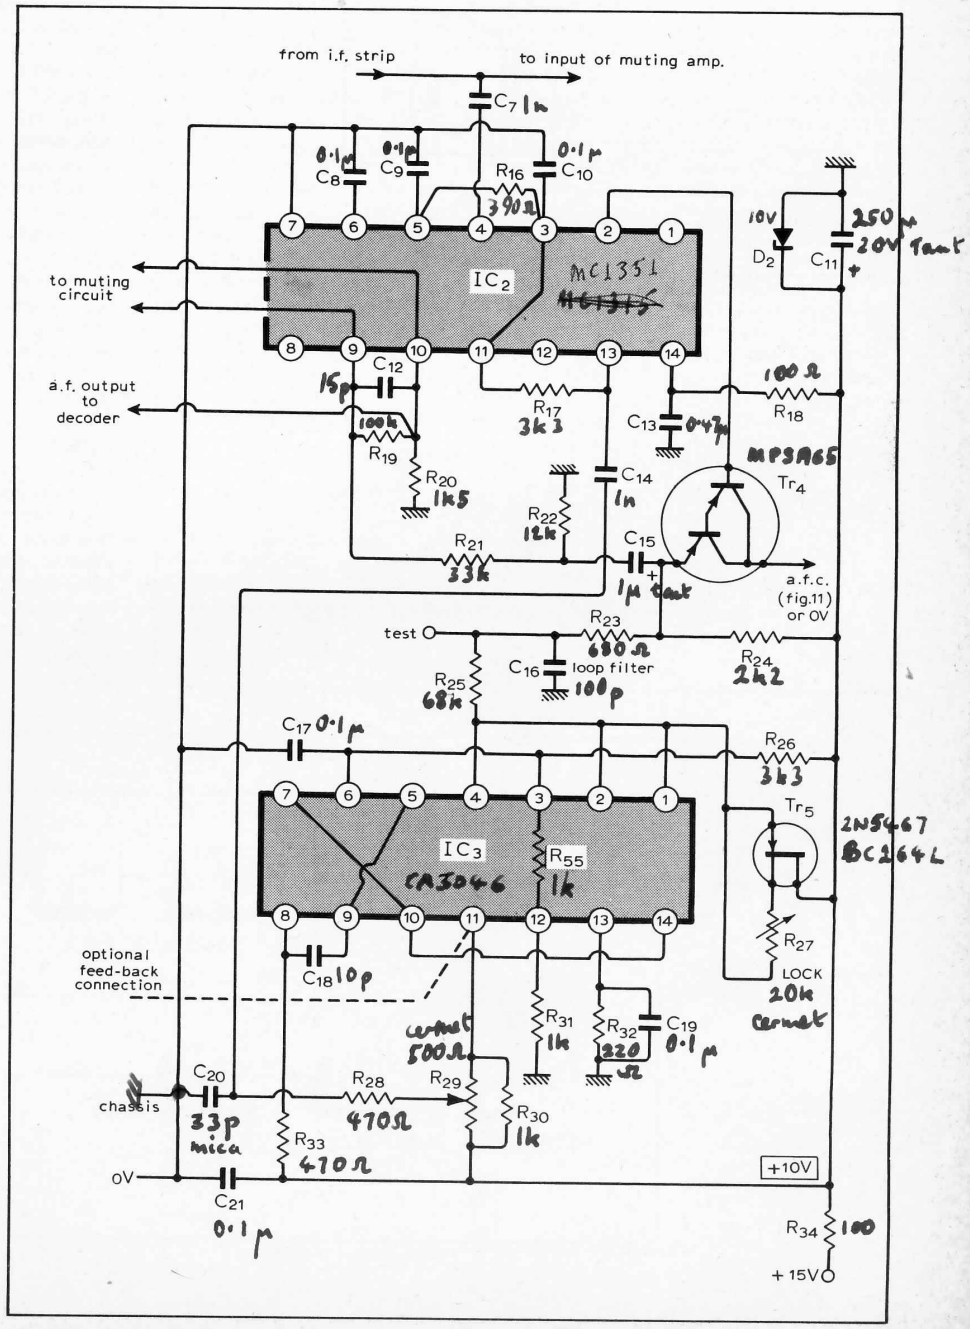 from i.f. strip
to input of muting amp.
C7 1n
0.1μ
C8
0.1μ
C9
R16
390Ω
0.1μ
C10
7
6
5
4
3
2
1
10V
D2
250μ
20V Tant
C11
+
IC2
MC1351
MC1315
to muting
circuit
8
9
10
11
12
13
14
15p
C12
a.f. output
to
decoder
100k
R19
R17
3k3
100Ω
R18
C13
0.47μ
R20
1k5
C14
1n
MPSA65
Tr4
R22
12k
R21
33k
C15
+
1μ tant
a.f.c.
(fig.11)
or 0V
test
R23
680Ω
C16
loop filter
100p
R24
2k2
R25
68k
C17 0.1μ
R26
3k3
7
6
5
4
3
2
1
Tr5
2N5467
BC264L
IC3
CA3046
R55
1k
8
9
10
11
12
13
14
R27
LOCK
20k
cermet
optional
feed-back
connection
C18 10p
R31
1k
R32
220
Ω
C19
0.1μ
cermet
500Ω
R29
R30
1k
C20
chassis
33p
mica
R28
470Ω
R33
470Ω
0V
C21
0.1μ
+10V
R34 100
+15V